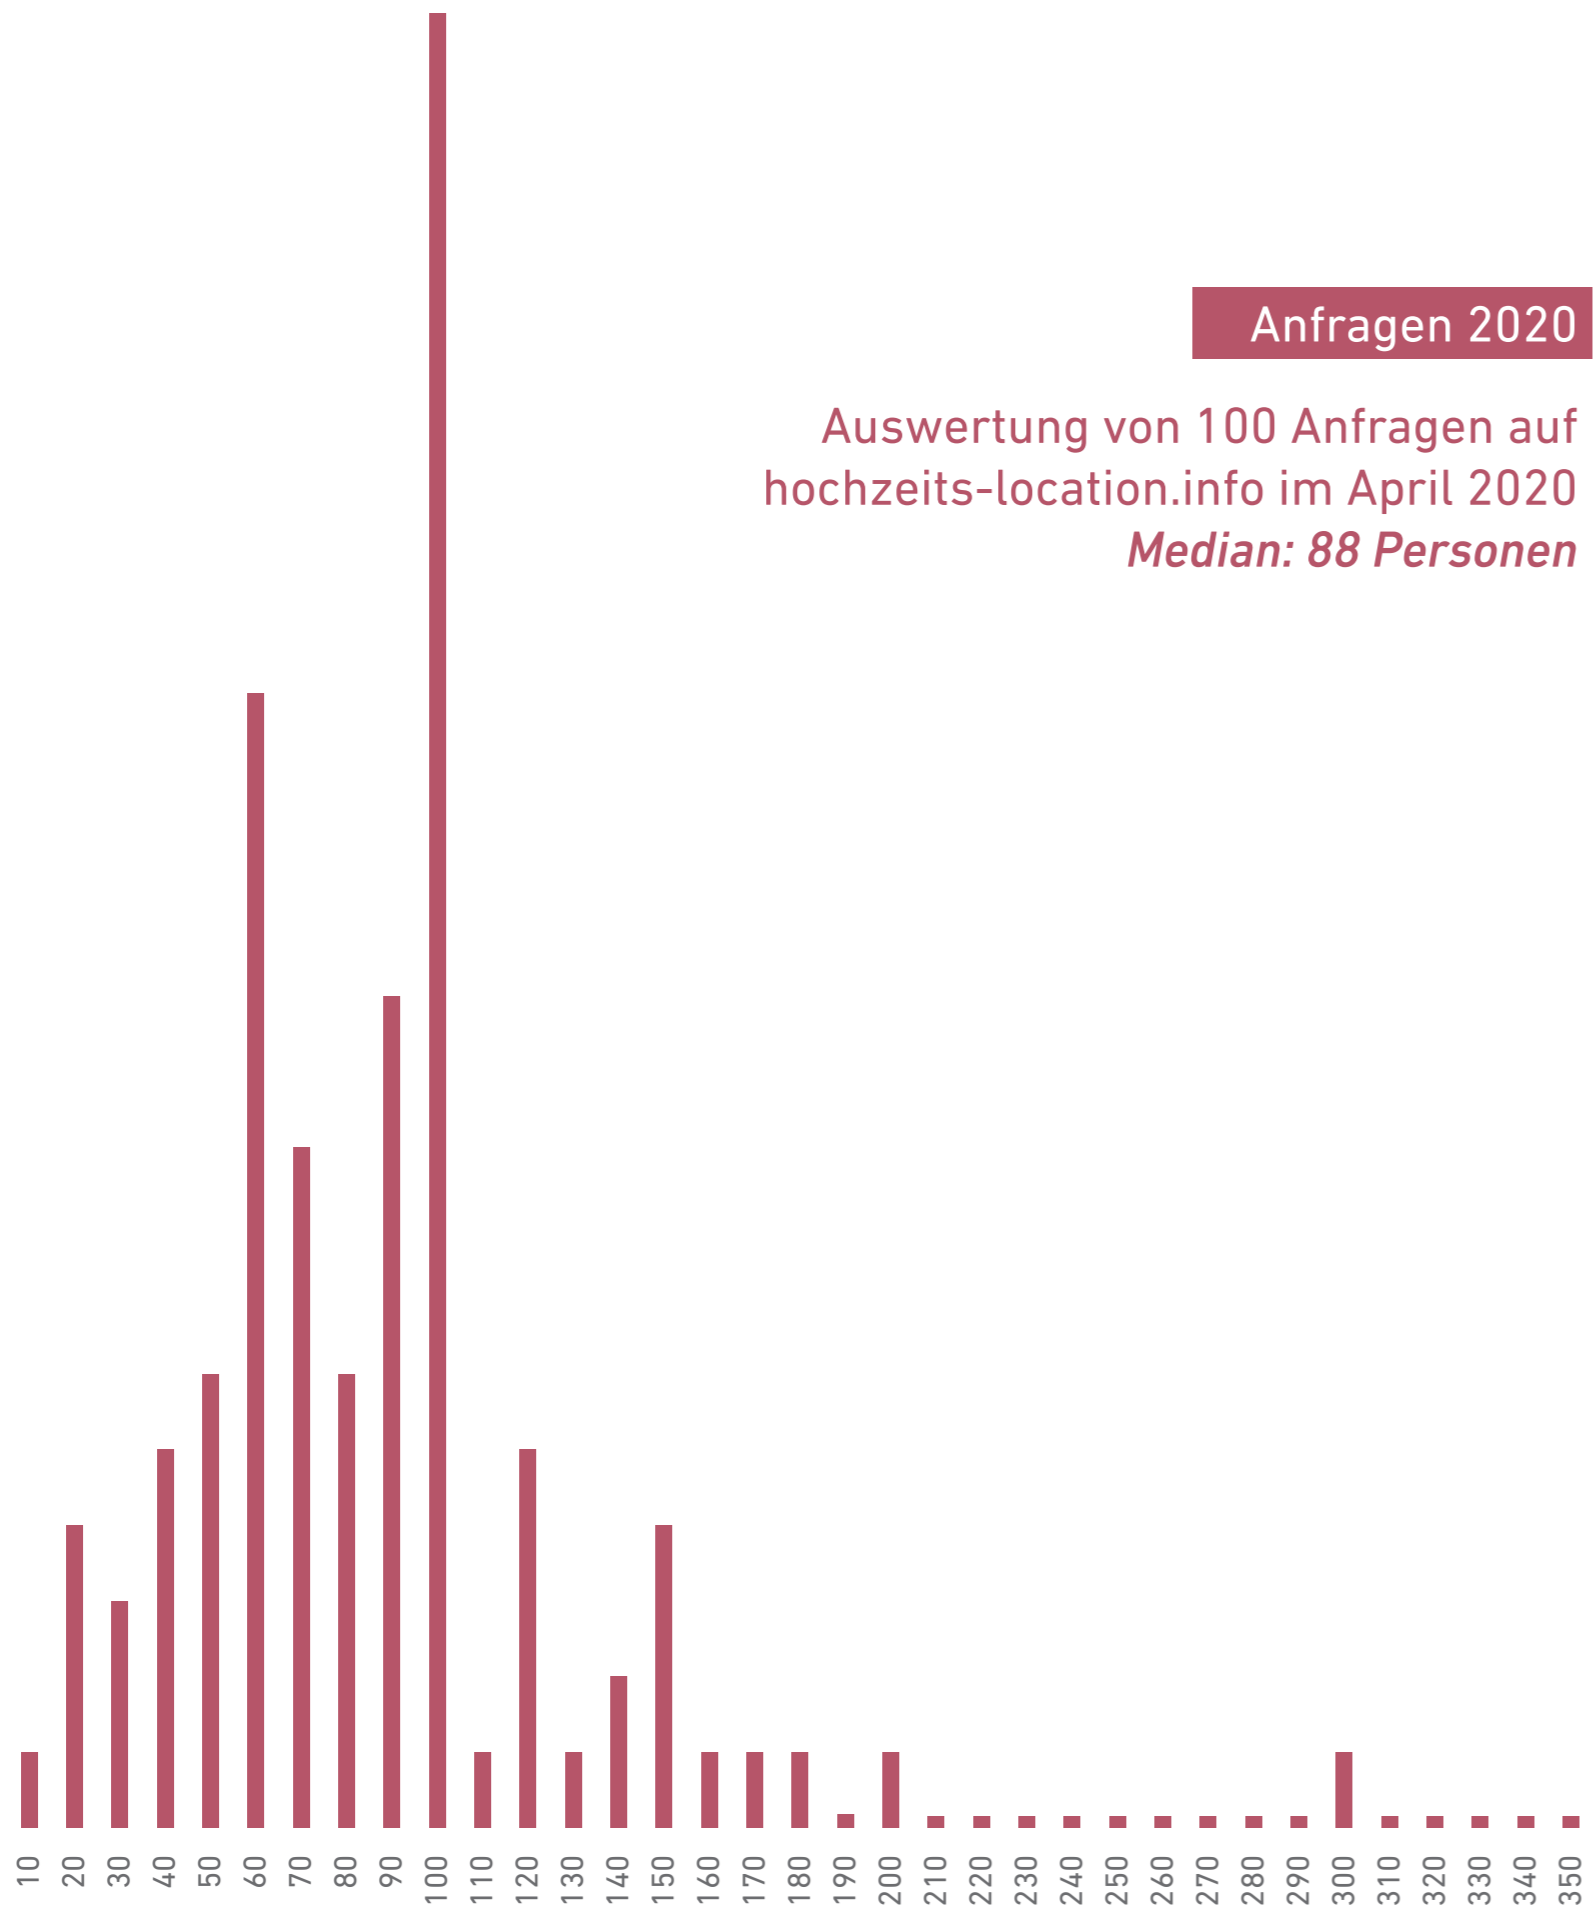 Anfragen 2020
Auswertung von 100 Anfragen auf
hochzeits-location.info im April 2020
Median: 88 Personen
10 20 30 40 50 60 70 80 90 100 110 120 130 140 150 160 170 180 190 200 210 220 230 240 250 260 270 280 290 300 310 320 330 340 350